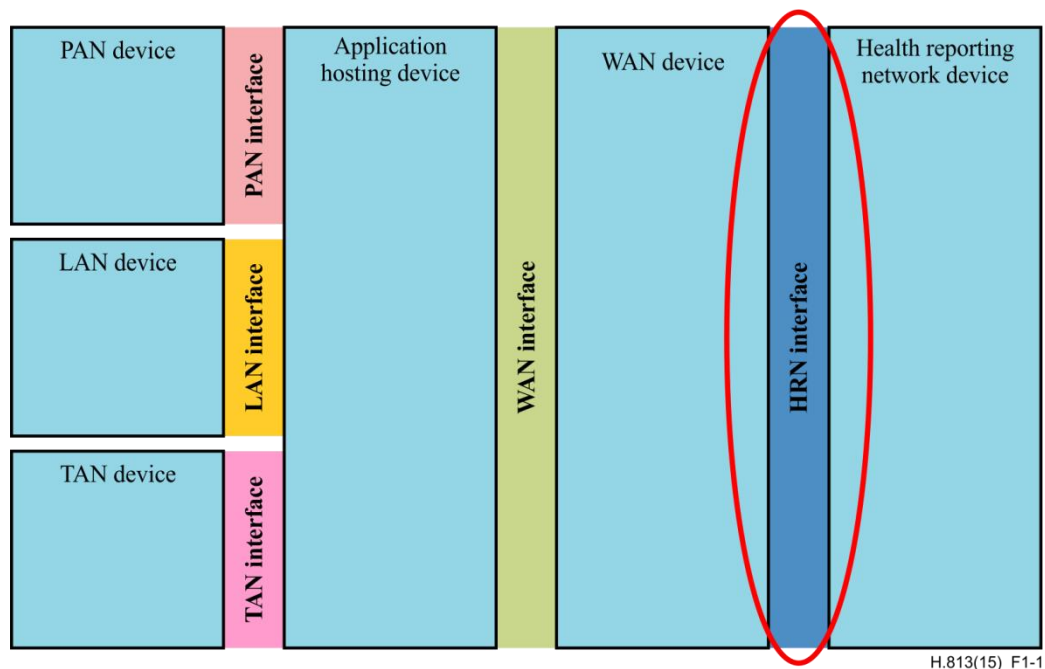 PAN device
PAN interface
LAN device
LAN interface
TAN device
TAN interface
Application
hosting device
WAN interface
WAN device
HRN interface
Health reporting
network device
H.813(15)_F1-1